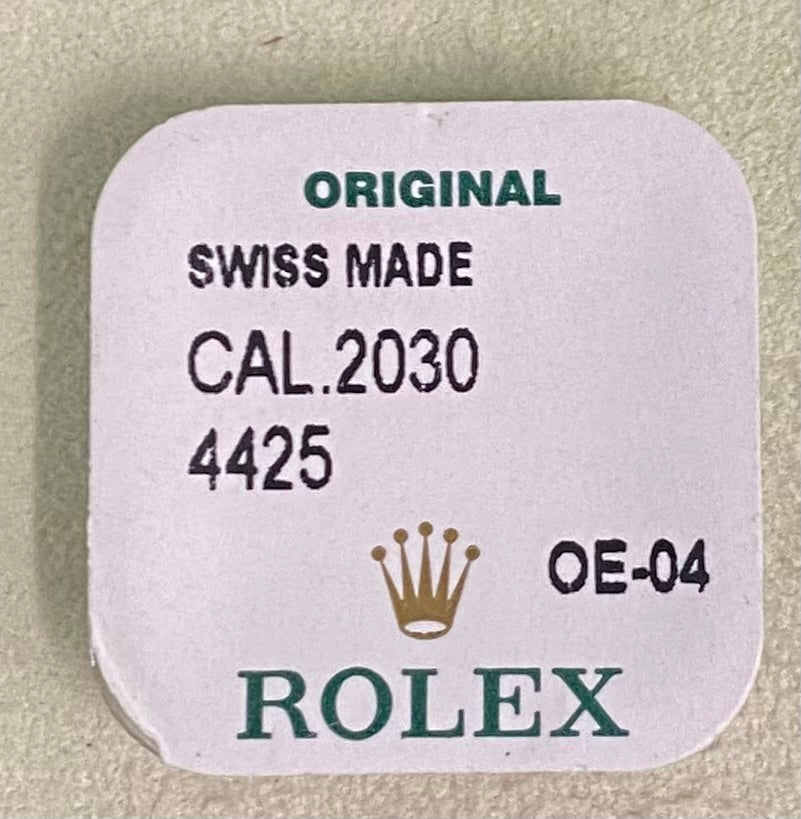 ORIGINAL
SWISS MADE
CAL.2030
4425
OE-04
ROLEX